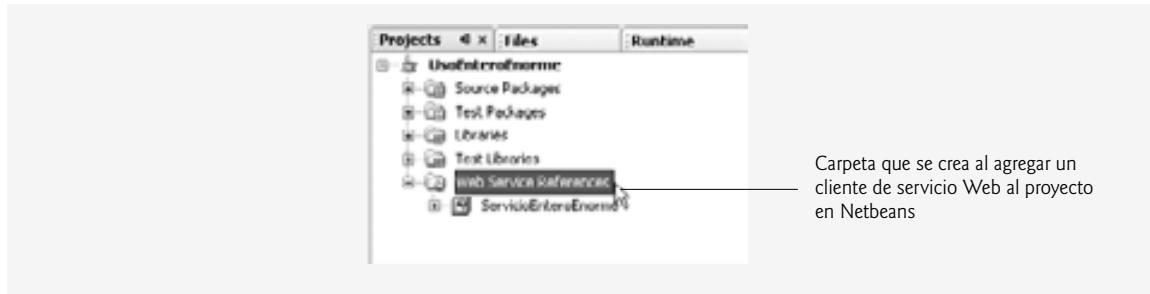 Projects Files Runtime
UsoEnteroEnorme
Source Packages
Test Packages
Libraries
Test Libraries
Web Service References
ServicioEnteroEnorme
Carpeta que se crea al agregar un
cliente de servicio Web al proyecto
en Netbeans